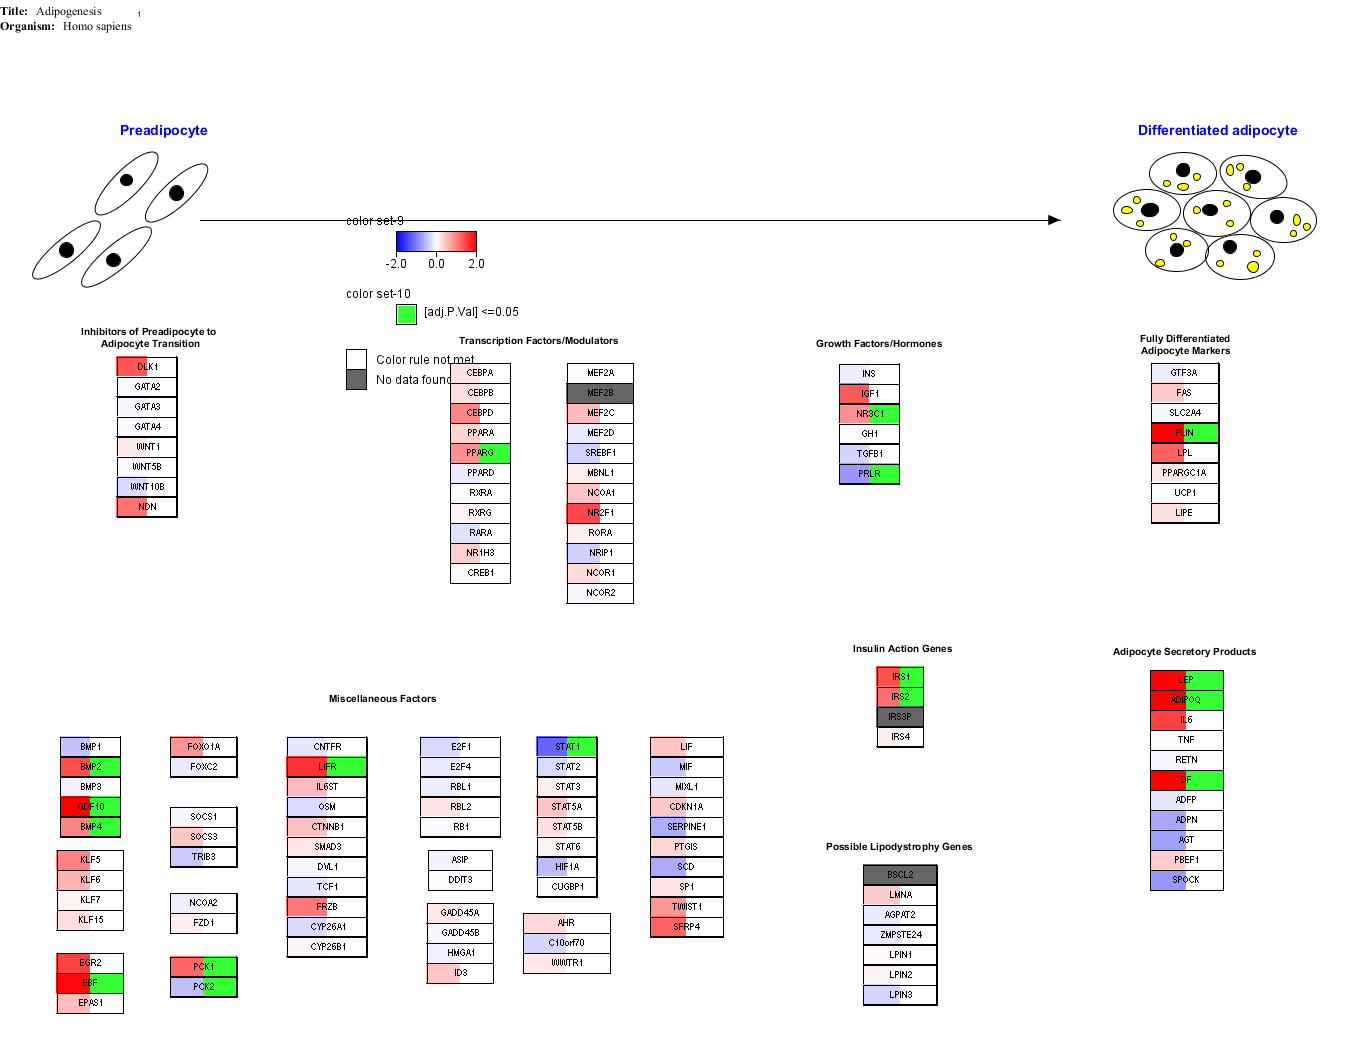 Title: Adipogenesis 1
Organism: Homo sapiens
Preadipocyte
Differentiated adipocyte
color set-9
-2.0 0.0 2.0
color set-10
[adj.P.Val] <=0.05
Color rule not met
No data found
Inhibitors of Preadipocyte to
Adipocyte Transition
DLK1
GATA2
GATA3
GATA4
WNT1
WNT5B
WNT10B
NDN
Transcription Factors/Modulators
CEBPA
CEBPB
CEBPD
PPARA
PPARG
PPARD
RXRA
RXRG
RARA
NR1H3
CREB1
MEF2A
MEF2B
MEF2C
MEF2D
SREBF1
MBNL1
NCOA1
NR2F1
RORA
NRIP1
NCOR1
NCOR2
Growth Factors/Hormones
INS
IGF1
NR3C1
GH1
TGFB1
PRLR
Fully Differentiated
Adipocyte Markers
GTF3A
FAS
SLC2A4
PLIN
LPL
PPARGC1A
UCP1
LIPE
Miscellaneous Factors
BMP1
BMP2
BMP3
GDF10
BMP4
KLF5
KLF6
KLF7
KLF15
EGR2
EBF
EPAS1
FOXO1A
FOXC2
SOCS1
SOCS3
TRIB3
NCOA2
FZD1
PCK1
PCK2
CNTFR
LIFR
IL6ST
OSM
CTNNB1
SMAD3
DVL1
TCF1
FRZB
CYP26A1
CYP26B1
E2F1
E2F4
RBL1
RBL2
RB1
ASIP
DDIT3
GADD45A
GADD45B
HMGA1
ID3
STAT1
STAT2
STAT3
STAT5A
STAT5B
STAT6
HIF1A
CUGBP1
AHR
C10orf70
WWTR1
LIF
MIF
MIXL1
CDKN1A
SERPINE1
PTGIS
SCD
SP1
TWIST1
SFRP4
Insulin Action Genes
IRS1
IRS2
IRS3P
IRS4
Possible Lipodystrophy Genes
BSCL2
LMNA
AGPAT2
ZMPSTE24
LPIN1
LPIN2
LPIN3
Adipocyte Secretory Products
LEP
ADIPOQ
IL6
TNF
RETN
DF
ADFP
ADPN
AGT
PBEF1
SPOCK